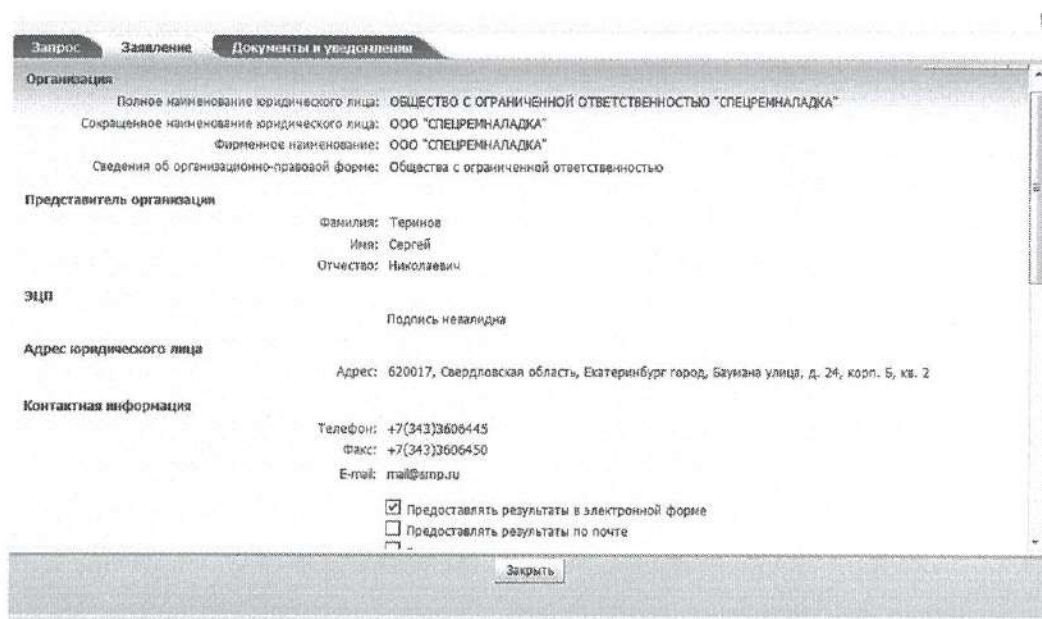 Запрос Заявление Документы и уведомления
Организация
Полное наименование юридического лица: ОБЩЕСТВО С ОГРАНИЧЕННОЙ ОТВЕТСТВЕННОСТЬЮ "СПЕЦРЕМНАЛАДКА"
Сокращенное наименование юридического лица: ООО "СПЕЦРЕМНАЛАДКА"
Фирменное наименование: ООО "СПЕЦРЕМНАЛАДКА"
Сведения об организационно-правовой форме: Общества с ограниченной ответственностью
Представитель организации
Фамилия: Теринов
Имя: Сергей
Отчество: Николаевич
ЭЦП
Подпись невалидна
Адрес юридического лица
Адрес: 620017, Свердловская область, Екатеринбург город, Баумана улица, д. 24, корп. Б, кв. 2
Контактная информация
Телефон: +7(343)3606445
Факс: +7(343)3606450
E-mail: mail@smp.ru
Предоставлять результаты в электронной форме
Предоставлять результаты по почте
Закрыть